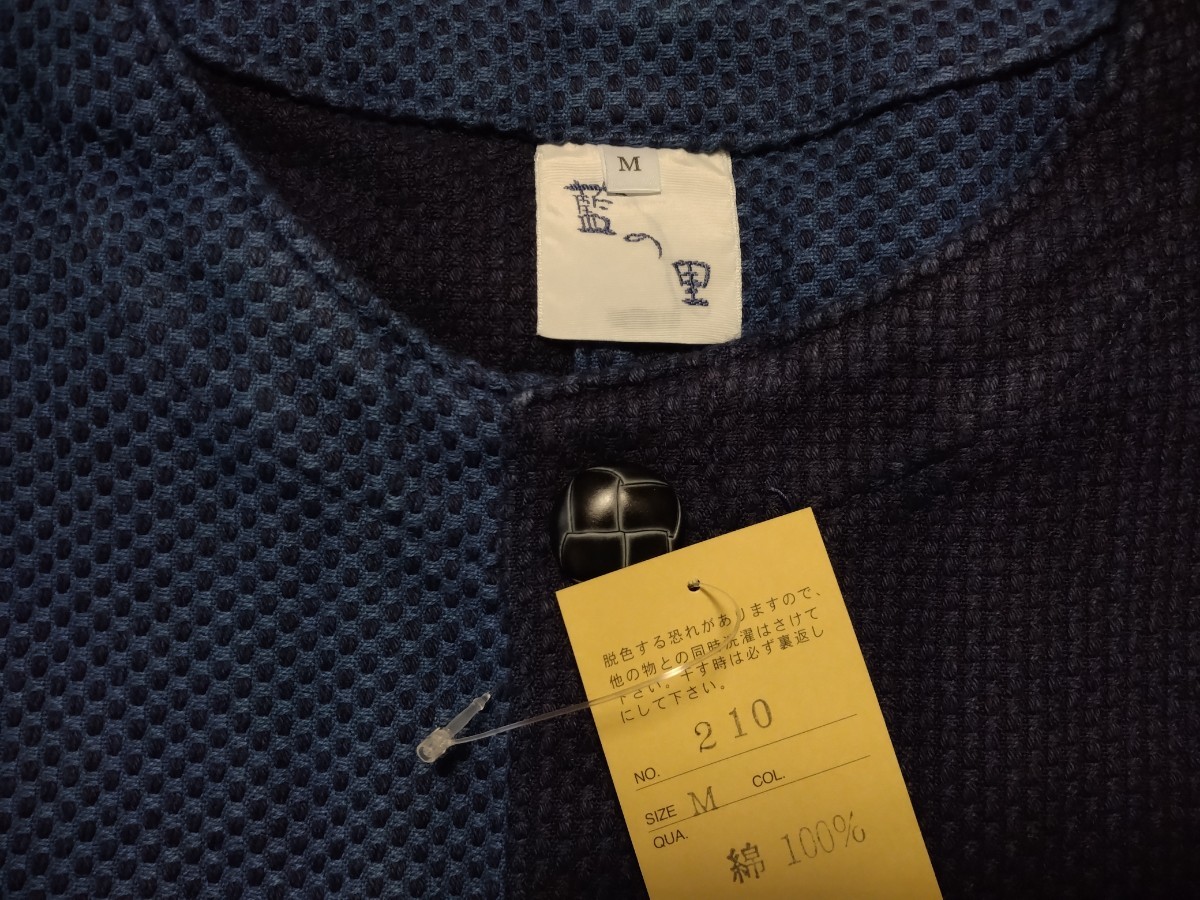 M
藍の里
脱色する恐れがありますので、
他の物との同時洗濯はさけて
下さい。干す時は必ず裏返し
にして下さい。
NO. 210
SIZE M COL.
QUA.
綿 100%